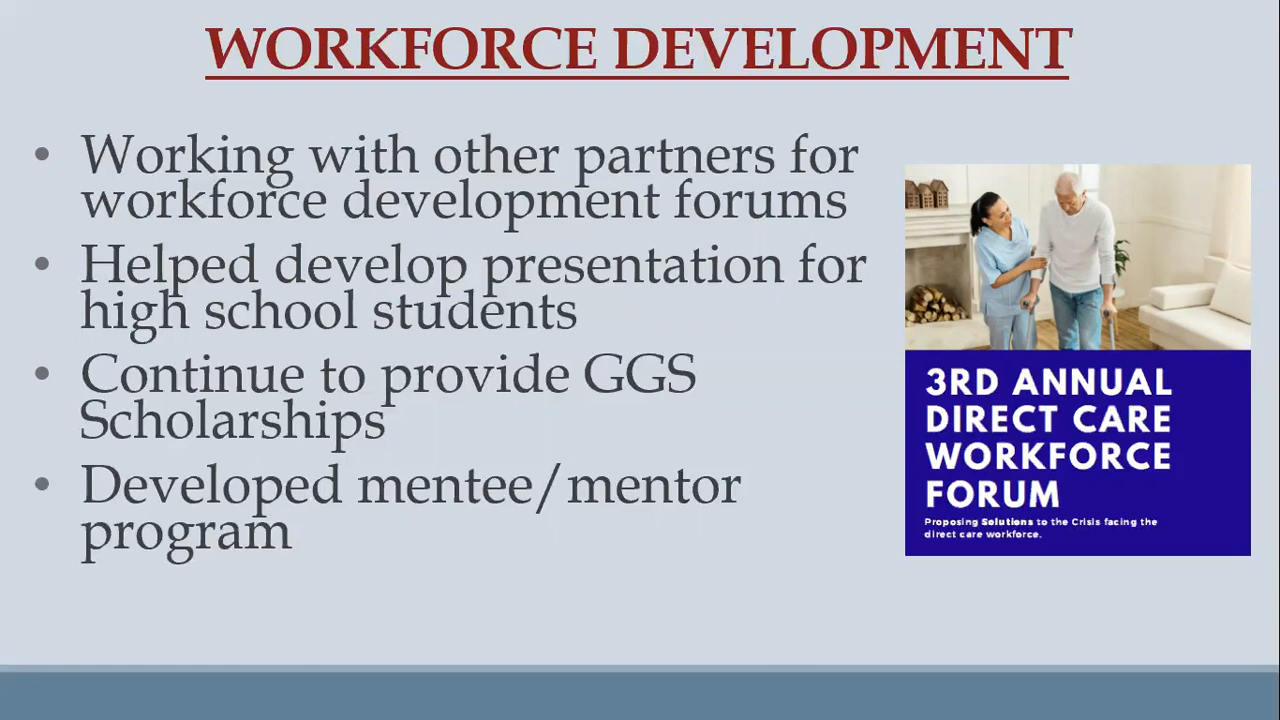 WORKFORCE DEVELOPMENT
• Working with other partners for
workforce development forums
• Helped develop presentation for
high school students
• Continue to provide GGS
Scholarships
• Developed mentee/mentor
program
3RD ANNUAL
DIRECT CARE
WORKFORCE
FORUM
Proposing Solutions to the Crisis facing the
direct care workforce.